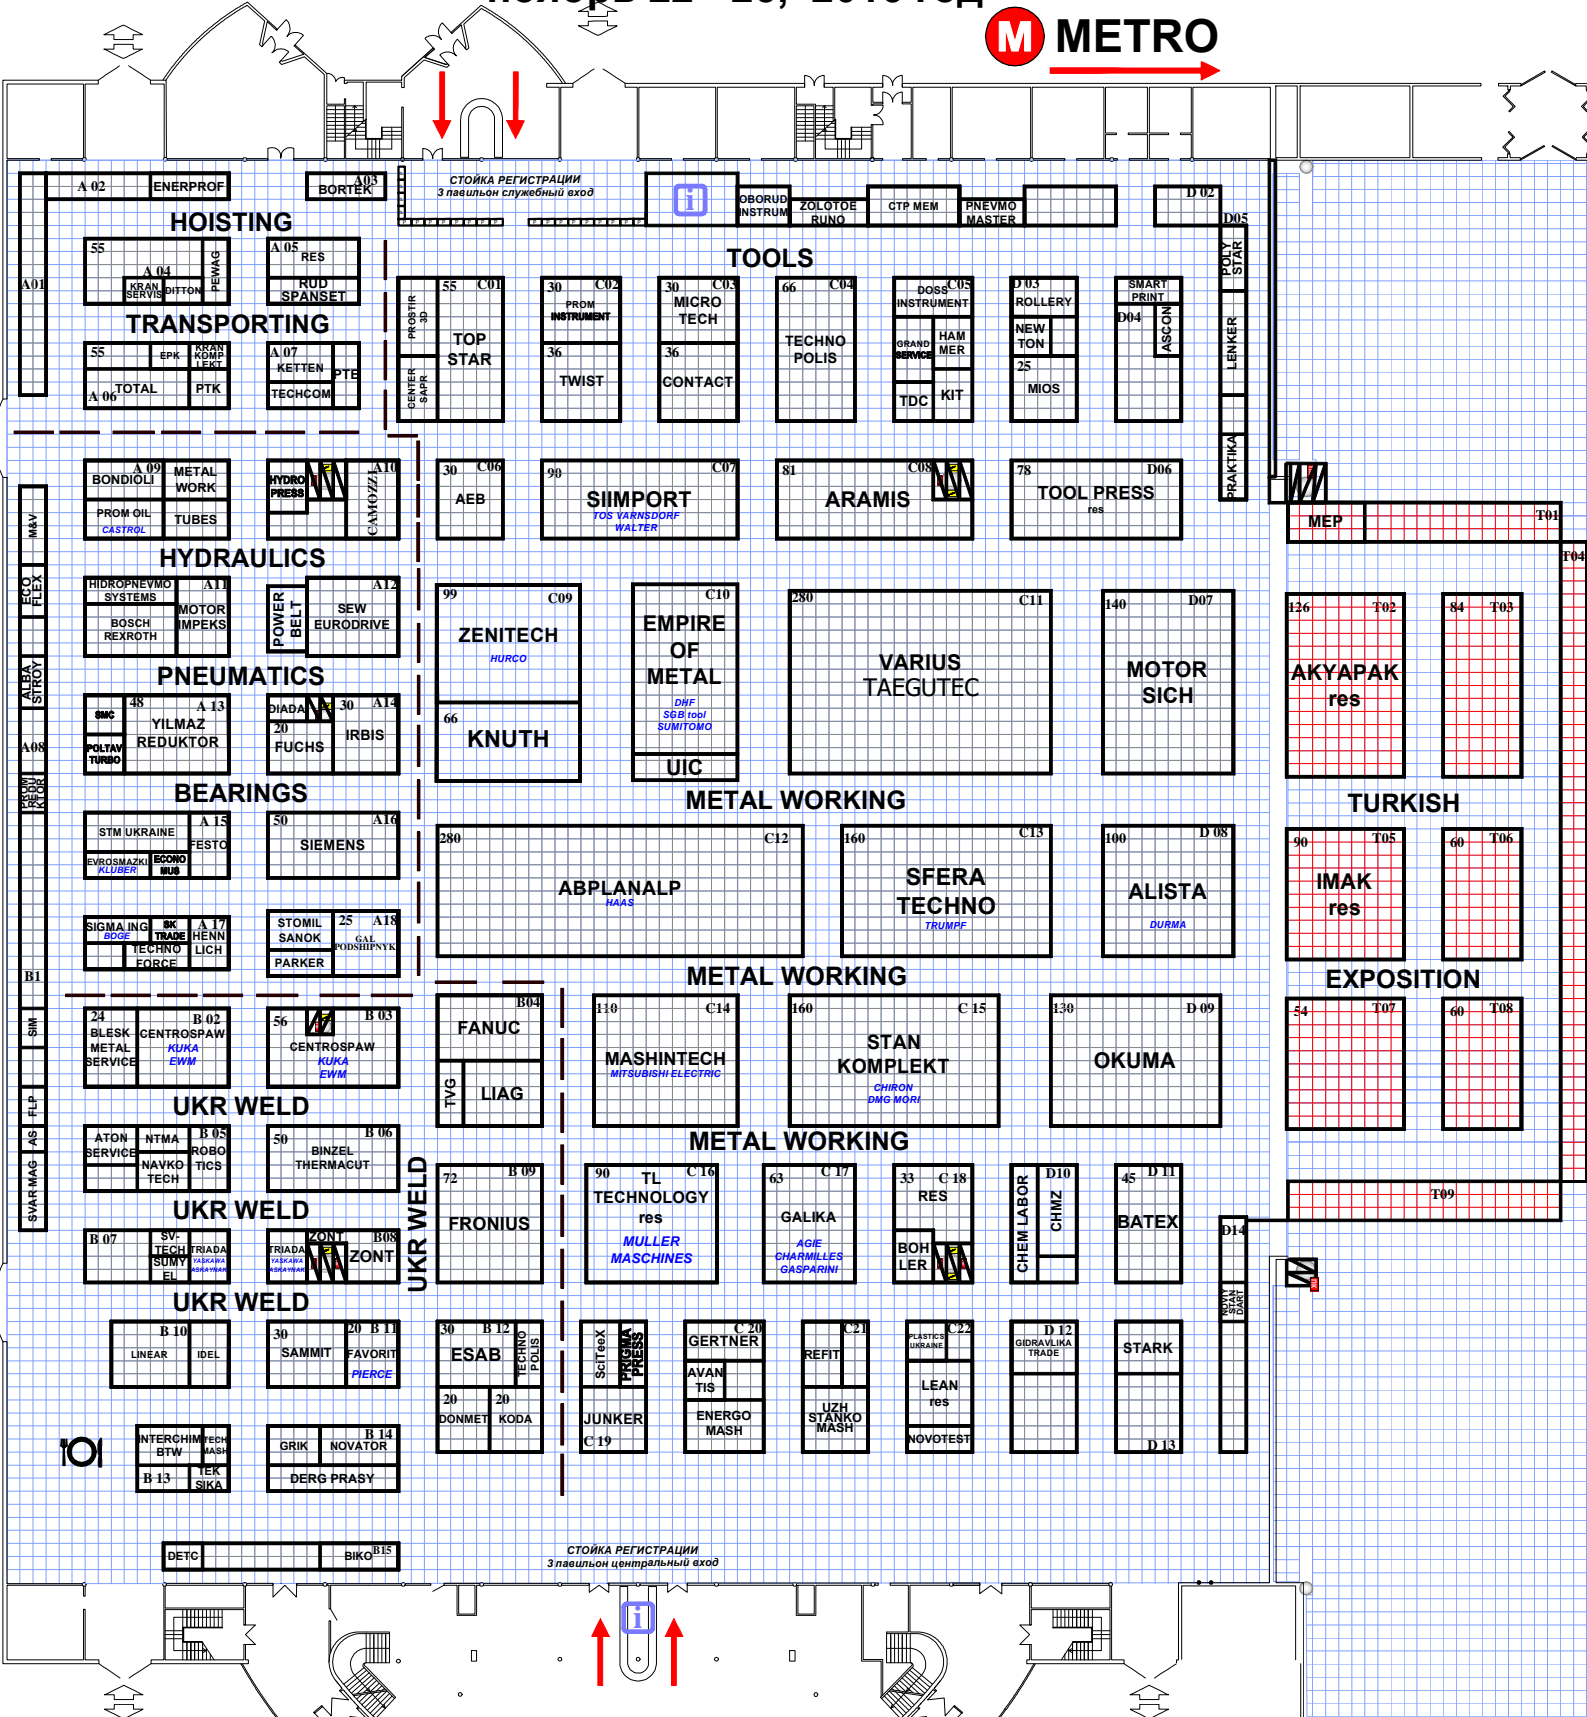 METRO
M
СТОЙКА РЕГИСТРАЦИИ
3 павильон служебный вход
A 02
ENERPROF
A03
BORTEK
i
OBORUD
INSTRUM
ZOLOTOE
RUNO
CTP MEM
PNEVMO
MASTER
D 02
D05
HOISTING
TOOLS
A01
55
A 04
KRAN
SERVIS
DITTON
PEWAG
A 05
RES
RUD
SPANSET
TRANSPORTING
55
EPK
KRAN
KOMP
LEKT
A 06
TOTAL
PTK
A 07
KETTEN
PTE
TECHCOM
PROSTIR
3D
CENTER
SAPR
55
C01
TOP
STAR
30
C02
PROM
INSTRUMENT
36
TWIST
30
C03
MICRO
TECH
36
CONTACT
66
C04
TECHNO
POLIS
C05
DOSS
INSTRUMENT
GRAND
SERVICE
HAM
MER
TDC
KIT
D 03
ROLLERY
NEW
TON
25
MIOS
SMART
PRINT
D04
ASCON
POLY
STAR
LENKER
PRAKTIKA
A 09
BONDIOLI
METAL
WORK
PROM OIL
CASTROL
TUBES
A10
HYDRO
PRESS
CAMOZZI
30
C06
AEB
90
C07
SIIMPORT
TOS VARNSDORF
WALTER
81
C08
ARAMIS
78
D06
TOOL PRESS
res
M&V
ECO
FLEX
ALBA
STROY
A08
PROM
REDU
KTOR
B1
SIM
FLP
AS
SVARMAG
HYDRAULICS
HIDROPNEVMO
SYSTEMS
A11
BOSCH
REXROTH
MOTOR
IMPEKS
POWER
BELT
A12
SEW
EURODRIVE
99
C09
ZENITECH
HURCO
66
KNUTH
C10
EMPIRE
OF
METAL
DHF
SGB tool
SUMITOMO
UIC
280
C11
VARIUS
TAEGUTEC
140
D07
MOTOR
SICH
PNEUMATICS
SMC
POLTAV
TURBO
48
A 13
YILMAZ
REDUKTOR
DIADA
20
FUCHS
30
A14
IRBIS
BEARINGS
METAL WORKING
STM UKRAINE
A 15
FESTO
EVROSMAZKI
KLUBER
ECONO
MUS
50
A16
SIEMENS
280
C12
ABPLANALP
HAAS
160
C13
SFERA
TECHNO
TRUMPF
100
D 08
ALISTA
DURMA
SIGMA ING
BOGE
SK
TRADE
A 17
HENN
LICH
TECHNO
FORCE
STOMIL
SANOK
PARKER
25
A18
GAL
PODSHIPNYK
METAL WORKING
24
BLESK
METAL
SERVICE
B 02
CENTROSPAW
KUKA
EWM
56
B 03
CENTROSPAW
KUKA
EWM
B04
FANUC
TVG
LIAG
110
C14
MASHINTECH
MITSUBISHI ELECTRIC
160
C 15
STAN
KOMPLEKT
CHIRON
DMG MORI
130
D 09
OKUMA
UKR WELD
METAL WORKING
ATON
SERVICE
NTMA
NAVKO
TECH
B 05
ROBO
TICS
50
B 06
BINZEL
THERMACUT
UKR WELD
72
B 09
FRONIUS
90
C 16
TL
TECHNOLOGY
res
MULLER
MASCHINES
63
C 17
GALIKA
AGIE
CHARMILLES
GASPARINI
33
C 18
RES
BOH
LER
CHEM LABOR
D10
CHMZ
45
D 11
BATEX
D14
NOVIY
STAN
DART
UKR WELD
B 07
SV-
TECH
SUMY
EL
TRIADA
YASKAWA
ASKAYNAK
TRIADA
YASKAWA
ASKAYNAK
ZONT
B08
ZONT
UKR WELD
B 10
LINEAR
IDEL
30
SAMMIT
20
B 11
FAVORIT
PIERCE
30
B 12
ESAB
TECHNO
POLIS
20
DONMET
20
KODA
SciTeeX
PRIGMA
PRESS
JUNKER
C 19
C 20
GERTNER
AVAN
TIS
ENERGO
MASH
C21
REFIT
UZH
STANKO
MASH
C22
PLASTICS
UKRAINE
LEAN
res
NOVOTEST
D 12
GIDRAVLIKA
TRADE
STARK
D 13
INTERCHIM
BTW
TECH
MASH
B 13
TEK
SIKA
B 14
GRIK
NOVATOR
DERG PRASY
DETC
BIKO
B15
СТОЙКА РЕГИСТРАЦИИ
3 павильон центральный вход
i
MEP
T01
T04
126
T02
AKYAPAK
res
84
T03
TURKISH
90
T05
IMAK
res
60
T06
EXPOSITION
54
T07
60
T08
T09